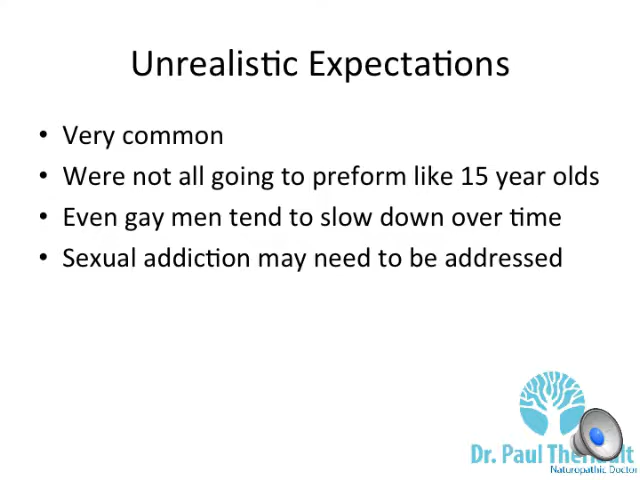 Unrealistic Expectations
• Very common
• Were not all going to preform like 15 year olds
• Even gay men tend to slow down over time
• Sexual addiction may need to be addressed
Dr. Paul
Naturopathic Doctor